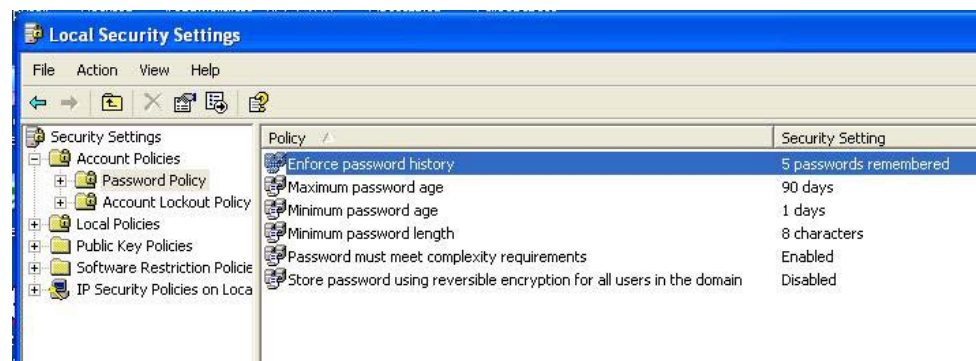 Local Security Settings
File Action View Help
Security Settings
Account Policies
Password Policy
Account Lockout Policy
Local Policies
Public Key Policies
Software Restriction Policie
IP Security Policies on Loca
Policy Security Setting
Enforce password history 5 passwords remembered
Maximum password age 90 days
Minimum password age 1 days
Minimum password length 8 characters
Password must meet complexity requirements Enabled
Store password using reversible encryption for all users in the domain Disabled